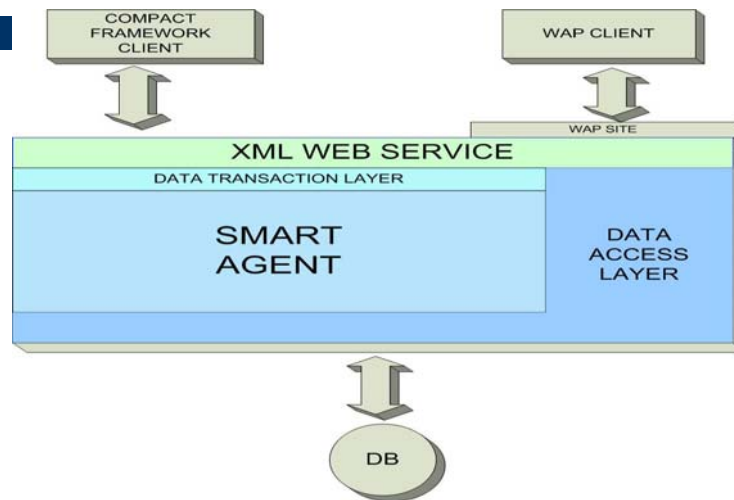 COMPACT
FRAMEWORK
CLIENT
WAP CLIENT
WAP SITE
XML WEB SERVICE
DATA TRANSACTION LAYER
SMART
AGENT
DATA
ACCESS
LAYER
DB